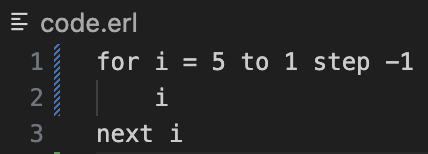 code.erl
1 for i = 5 to 1 step -1
2     i
3 next i